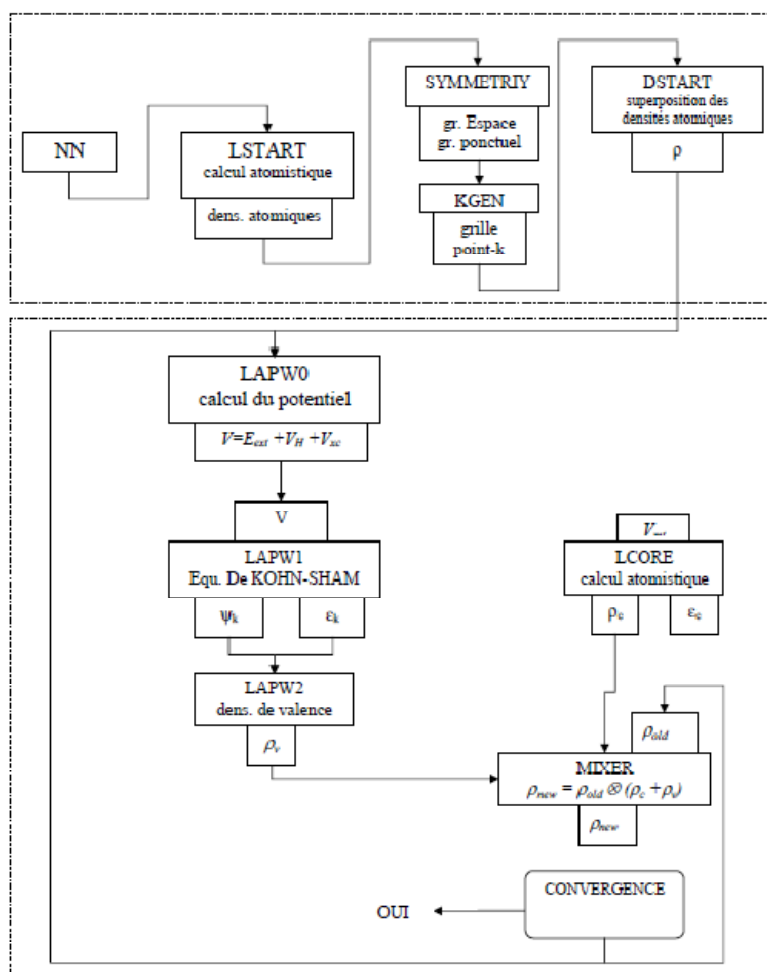 NN
LSTART
calcul atomistique
dens. atomiques
SYMMETRIY
gr. Espace
gr. ponctuel
KGEN
grille
point-k
DSTART
superposition des
densités atomiques
ρ
LAPW0
calcul du potentiel
V=E_ext +V_H +V_xc
V
LAPW1
Equ. De KOHN-SHAM
ψ_k
ε_k
LAPW2
dens. de valence
ρ_v
LCORE
calcul atomistique
ρ_c
ε_c
ρ_old
MIXER
ρ_new = ρ_old ⊗ (ρ_c + ρ_v)
ρ_new
CONVERGENCE
OUI